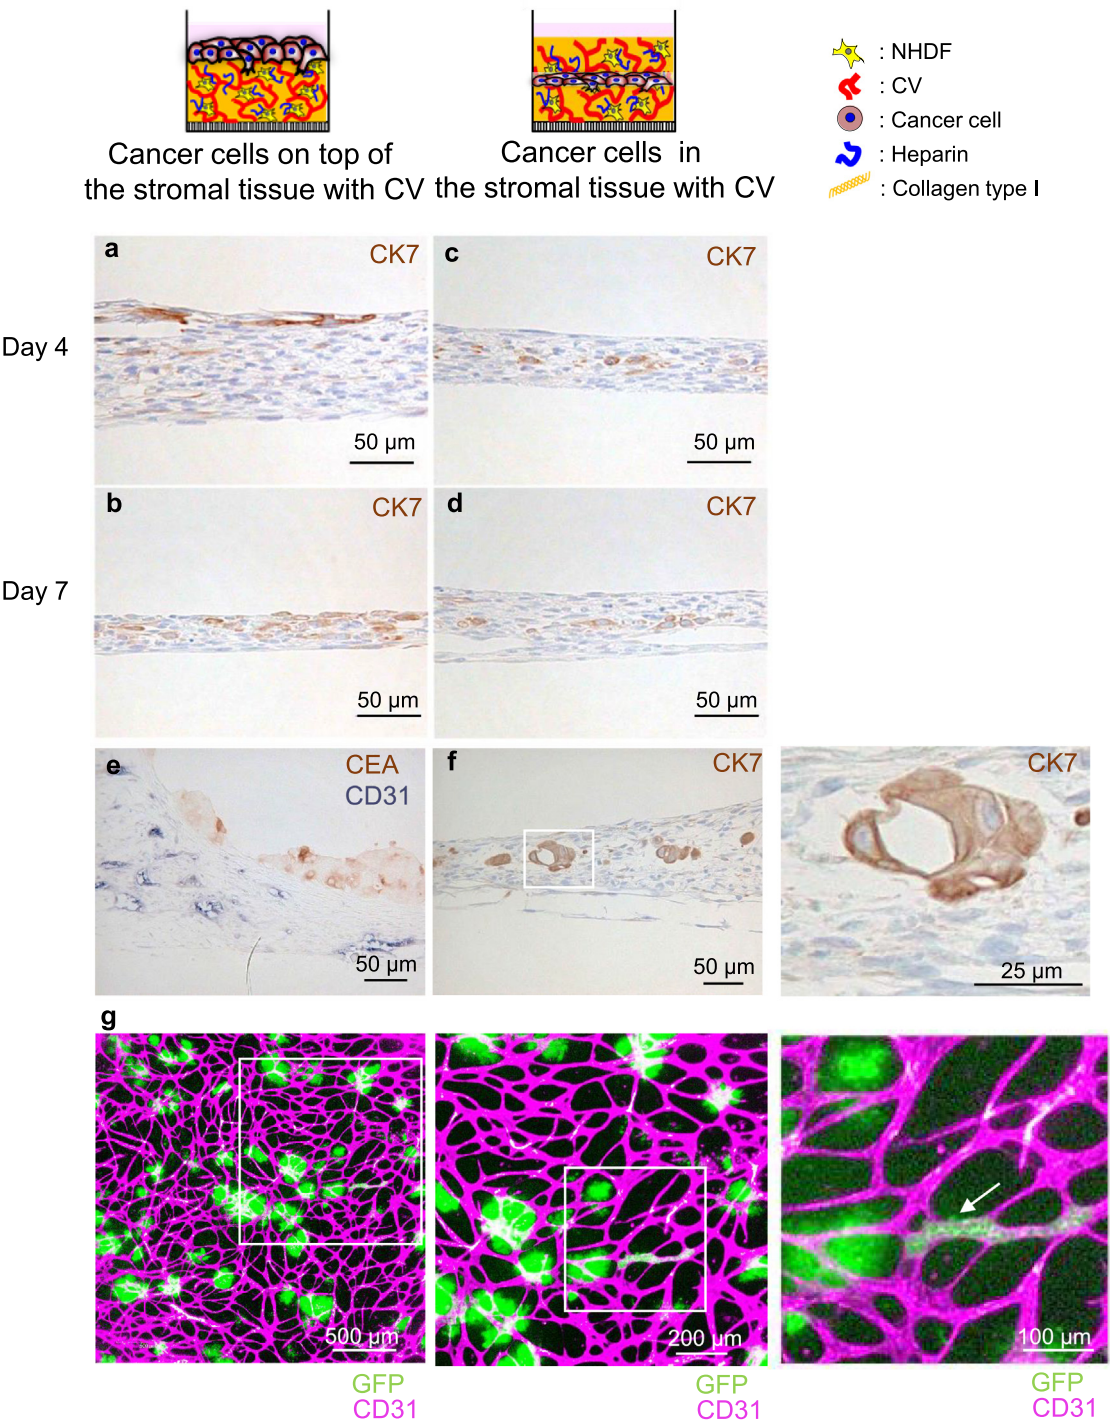 : NHDF
: CV
: Cancer cell
: Heparin
: Collagen type I
Cancer cells on top of
the stromal tissue with CV
Cancer cells in
the stromal tissue with CV
a
CK7
c
CK7
Day 4
50 µm
50 µm
b
CK7
d
CK7
Day 7
50 µm
50 µm
e
CEA
CD31
f
CK7
CK7
50 µm
50 µm
25 µm
g
500 µm
200 µm
100 µm
GFP
CD31
GFP
CD31
GFP
CD31